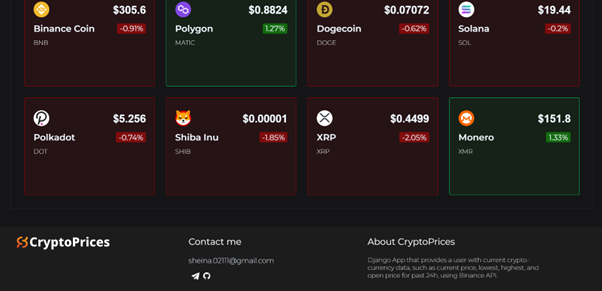 $305.6 $0.8824 $0.07072 $19.44
Binance Coin -0.91% Polygon 1.27% Dogecoin -0.62% Solana -0.2%
BNB MATIC DOGE SOL
$5.256 $0.00001 $0.4499 $151.8
Polkadot -0.74% Shiba Inu -1.85% XRP -2.05% Monero 1.33%
DOT SHIB XRP XMR
CryptoPrices Contact me About CryptoPrices
sheina.02111@gmail.com Django App that provides a user with current crypto-
currency data, such as current price, lowest, highest, and
open price for past 24h, using Binance API.